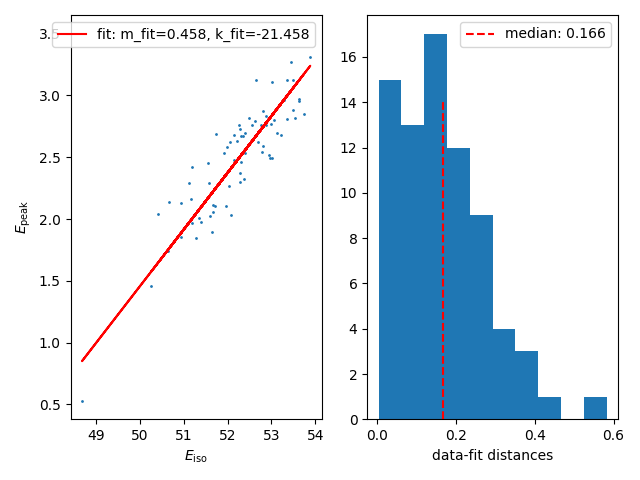 fit: m_fit=0.458, k_fit=-21.458
median: 0.166
3.5
3.0
2.5
2.0
1.5
1.0
0.5
49 50 51 52 53 54
E_peak
E_iso
16
14
12
10
8
6
4
2
0
0.0 0.2 0.4 0.6
data-fit distances